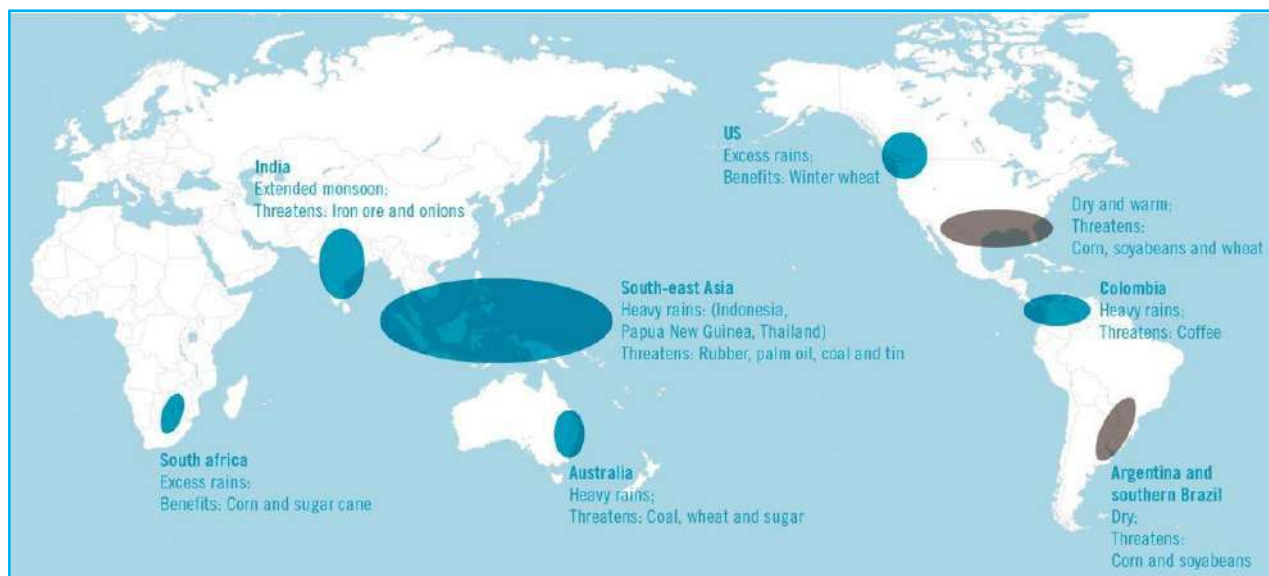 US
Excess rains;
Benefits: Winter wheat
India
Extended monsoon;
Threatens: Iron ore and onions
Dry and warm;
Threatens:
Corn, soyabeans and wheat
South-east Asia
Heavy rains: (Indonesia,
Papua New Guinea, Thailand)
Threatens: Rubber, palm oil, coal and tin
Colombia
Heavy rains;
Threatens: Coffee
South africa
Excess rains:
Benefits: Corn and sugar cane
Australia
Heavy rains;
Threatens: Coal, wheat and sugar
Argentina and
southern Brazil
Dry;
Threatens:
Corn and soyabeans